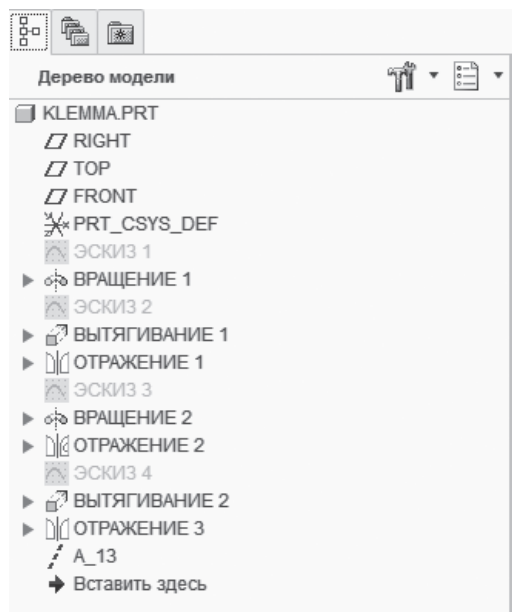 Дерево модели
KLEMMA.PRT
RIGHT
TOP
FRONT
PRT_CSYS_DEF
ЭСКИЗ 1
ВРАЩЕНИЕ 1
ЭСКИЗ 2
ВЫТЯГИВАНИЕ 1
ОТРАЖЕНИЕ 1
ЭСКИЗ 3
ВРАЩЕНИЕ 2
ОТРАЖЕНИЕ 2
ЭСКИЗ 4
ВЫТЯГИВАНИЕ 2
ОТРАЖЕНИЕ 3
A_13
Вставить здесь